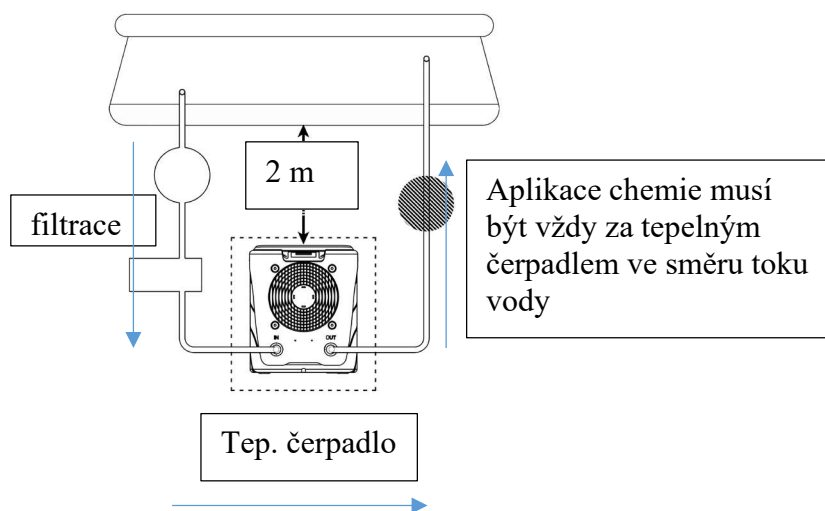 2 m
filtrace
Aplikace chemie musí
být vždy za tepelným
čerpadlem ve směru toku
vody
IN
OUT
Tep. čerpadlo